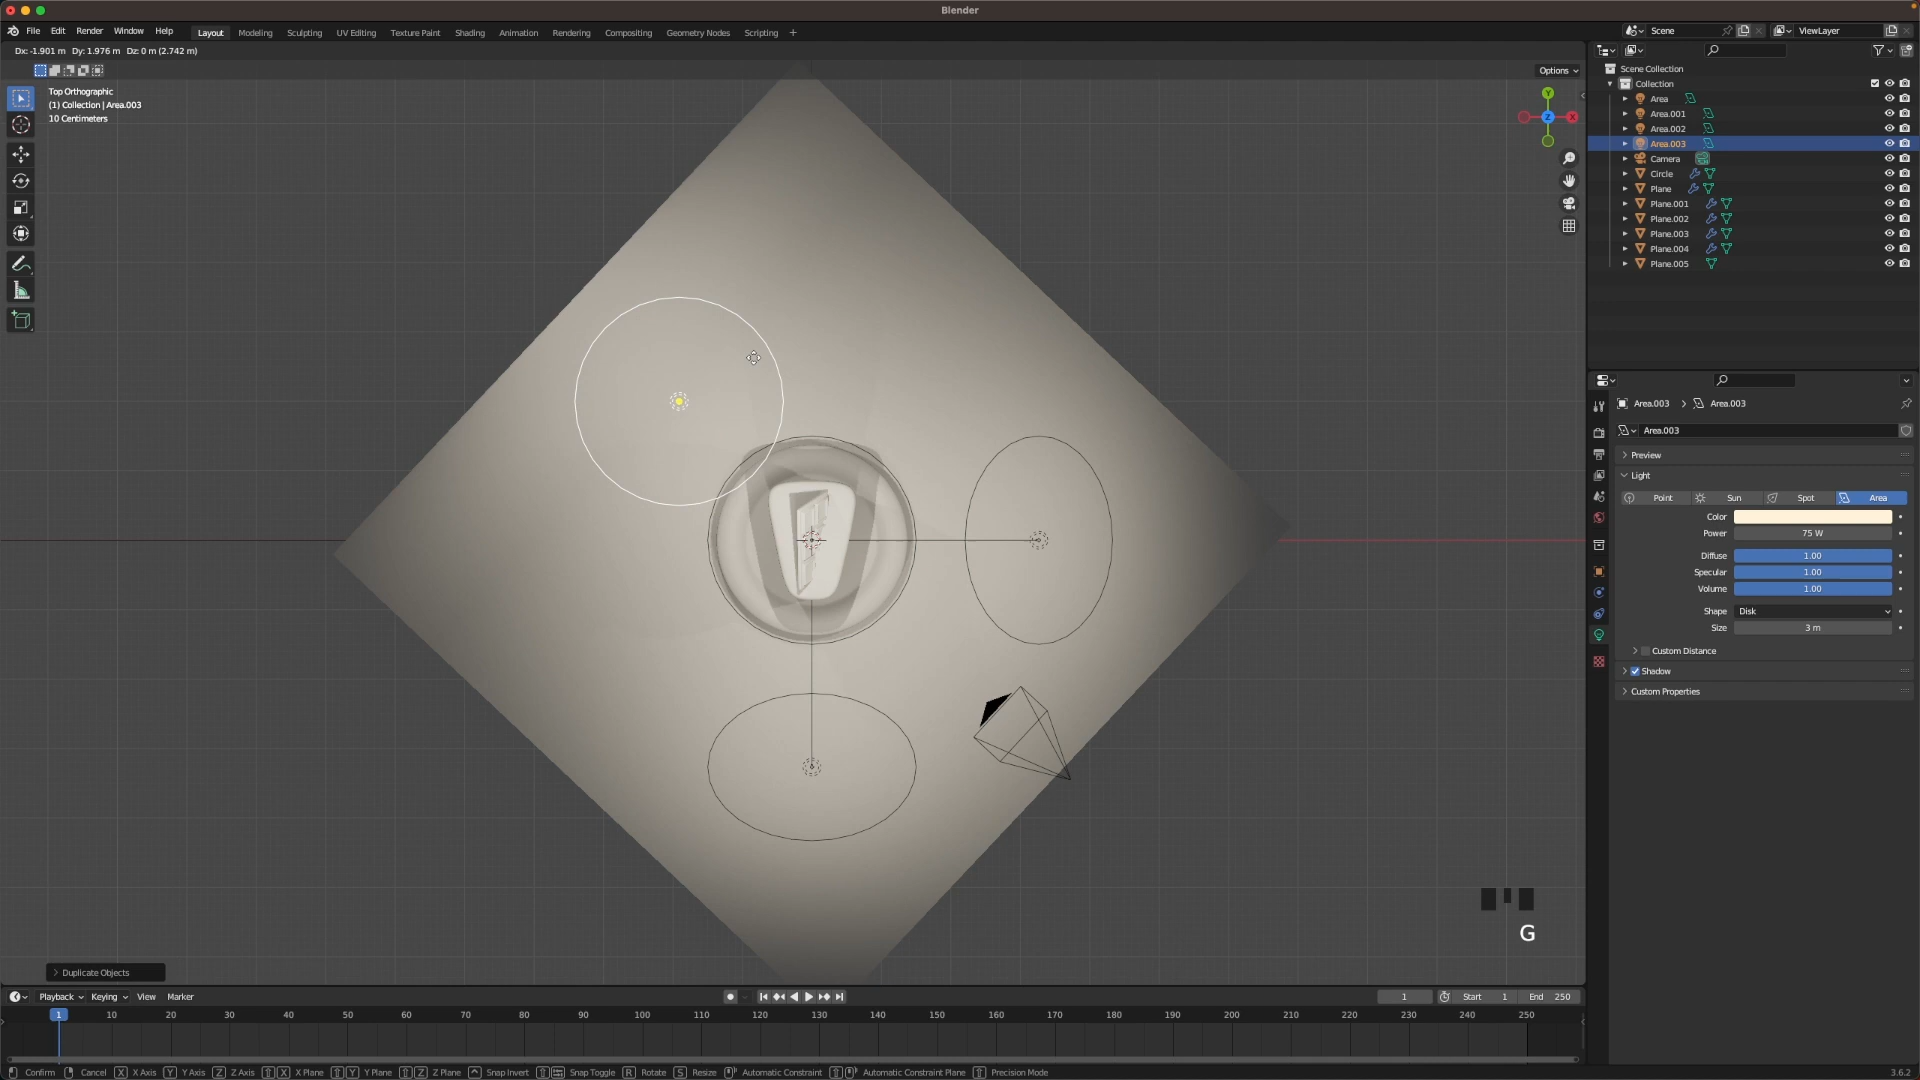 Blender
File Edit Render Window Help
Layout Modeling Sculpting UV Editing Texture Paint Shading Animation Rendering Compositing Geometry Nodes Scripting +
Scene
ViewLayer
Dx: -1.901 m Dy: 1.976 m Dz: 0 m (2.742 m)
Options
Top Orthographic
(1) Collection | Area.003
10 Centimeters
Y
Z
X
Scene Collection
Collection
Area
Area.001
Area.002
Area.003
Camera
Circle
Plane
Plane.001
Plane.002
Plane.003
Plane.004
Plane.005
Area.003 > Area.003
Area.003
Preview
Light
Point Sun Spot Area
Color
Power 75 W
Diffuse 1.00
Specular 1.00
Volume 1.00
Shape Disk
Size 3 m
Custom Distance
Shadow
Custom Properties
G
Duplicate Objects
Playback Keying View Marker
1 Start 1 End 250
1 10 20 30 40 50 60 70 80 90 100 110 120 130 140 150 160 170 180 190 200 210 220 230 240 250
Confirm Cancel X X Axis Y Y Axis Z Z Axis X X Plane Y Y Plane Z Z Plane Snap Invert Snap Toggle R Rotate S Resize Automatic Constraint Automatic Constraint Plane Precision Mode
3.6.2